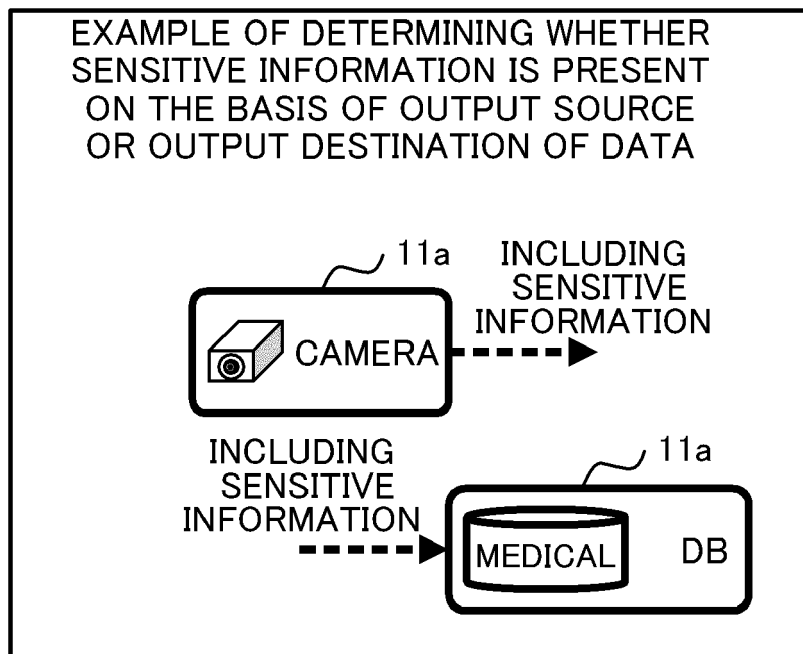 EXAMPLE OF DETERMINING WHETHER
SENSITIVE INFORMATION IS PRESENT
ON THE BASIS OF OUTPUT SOURCE
OR OUTPUT DESTINATION OF DATA
11a
INCLUDING
SENSITIVE
INFORMATION
CAMERA
INCLUDING
SENSITIVE
INFORMATION
11a
MEDICAL
DB